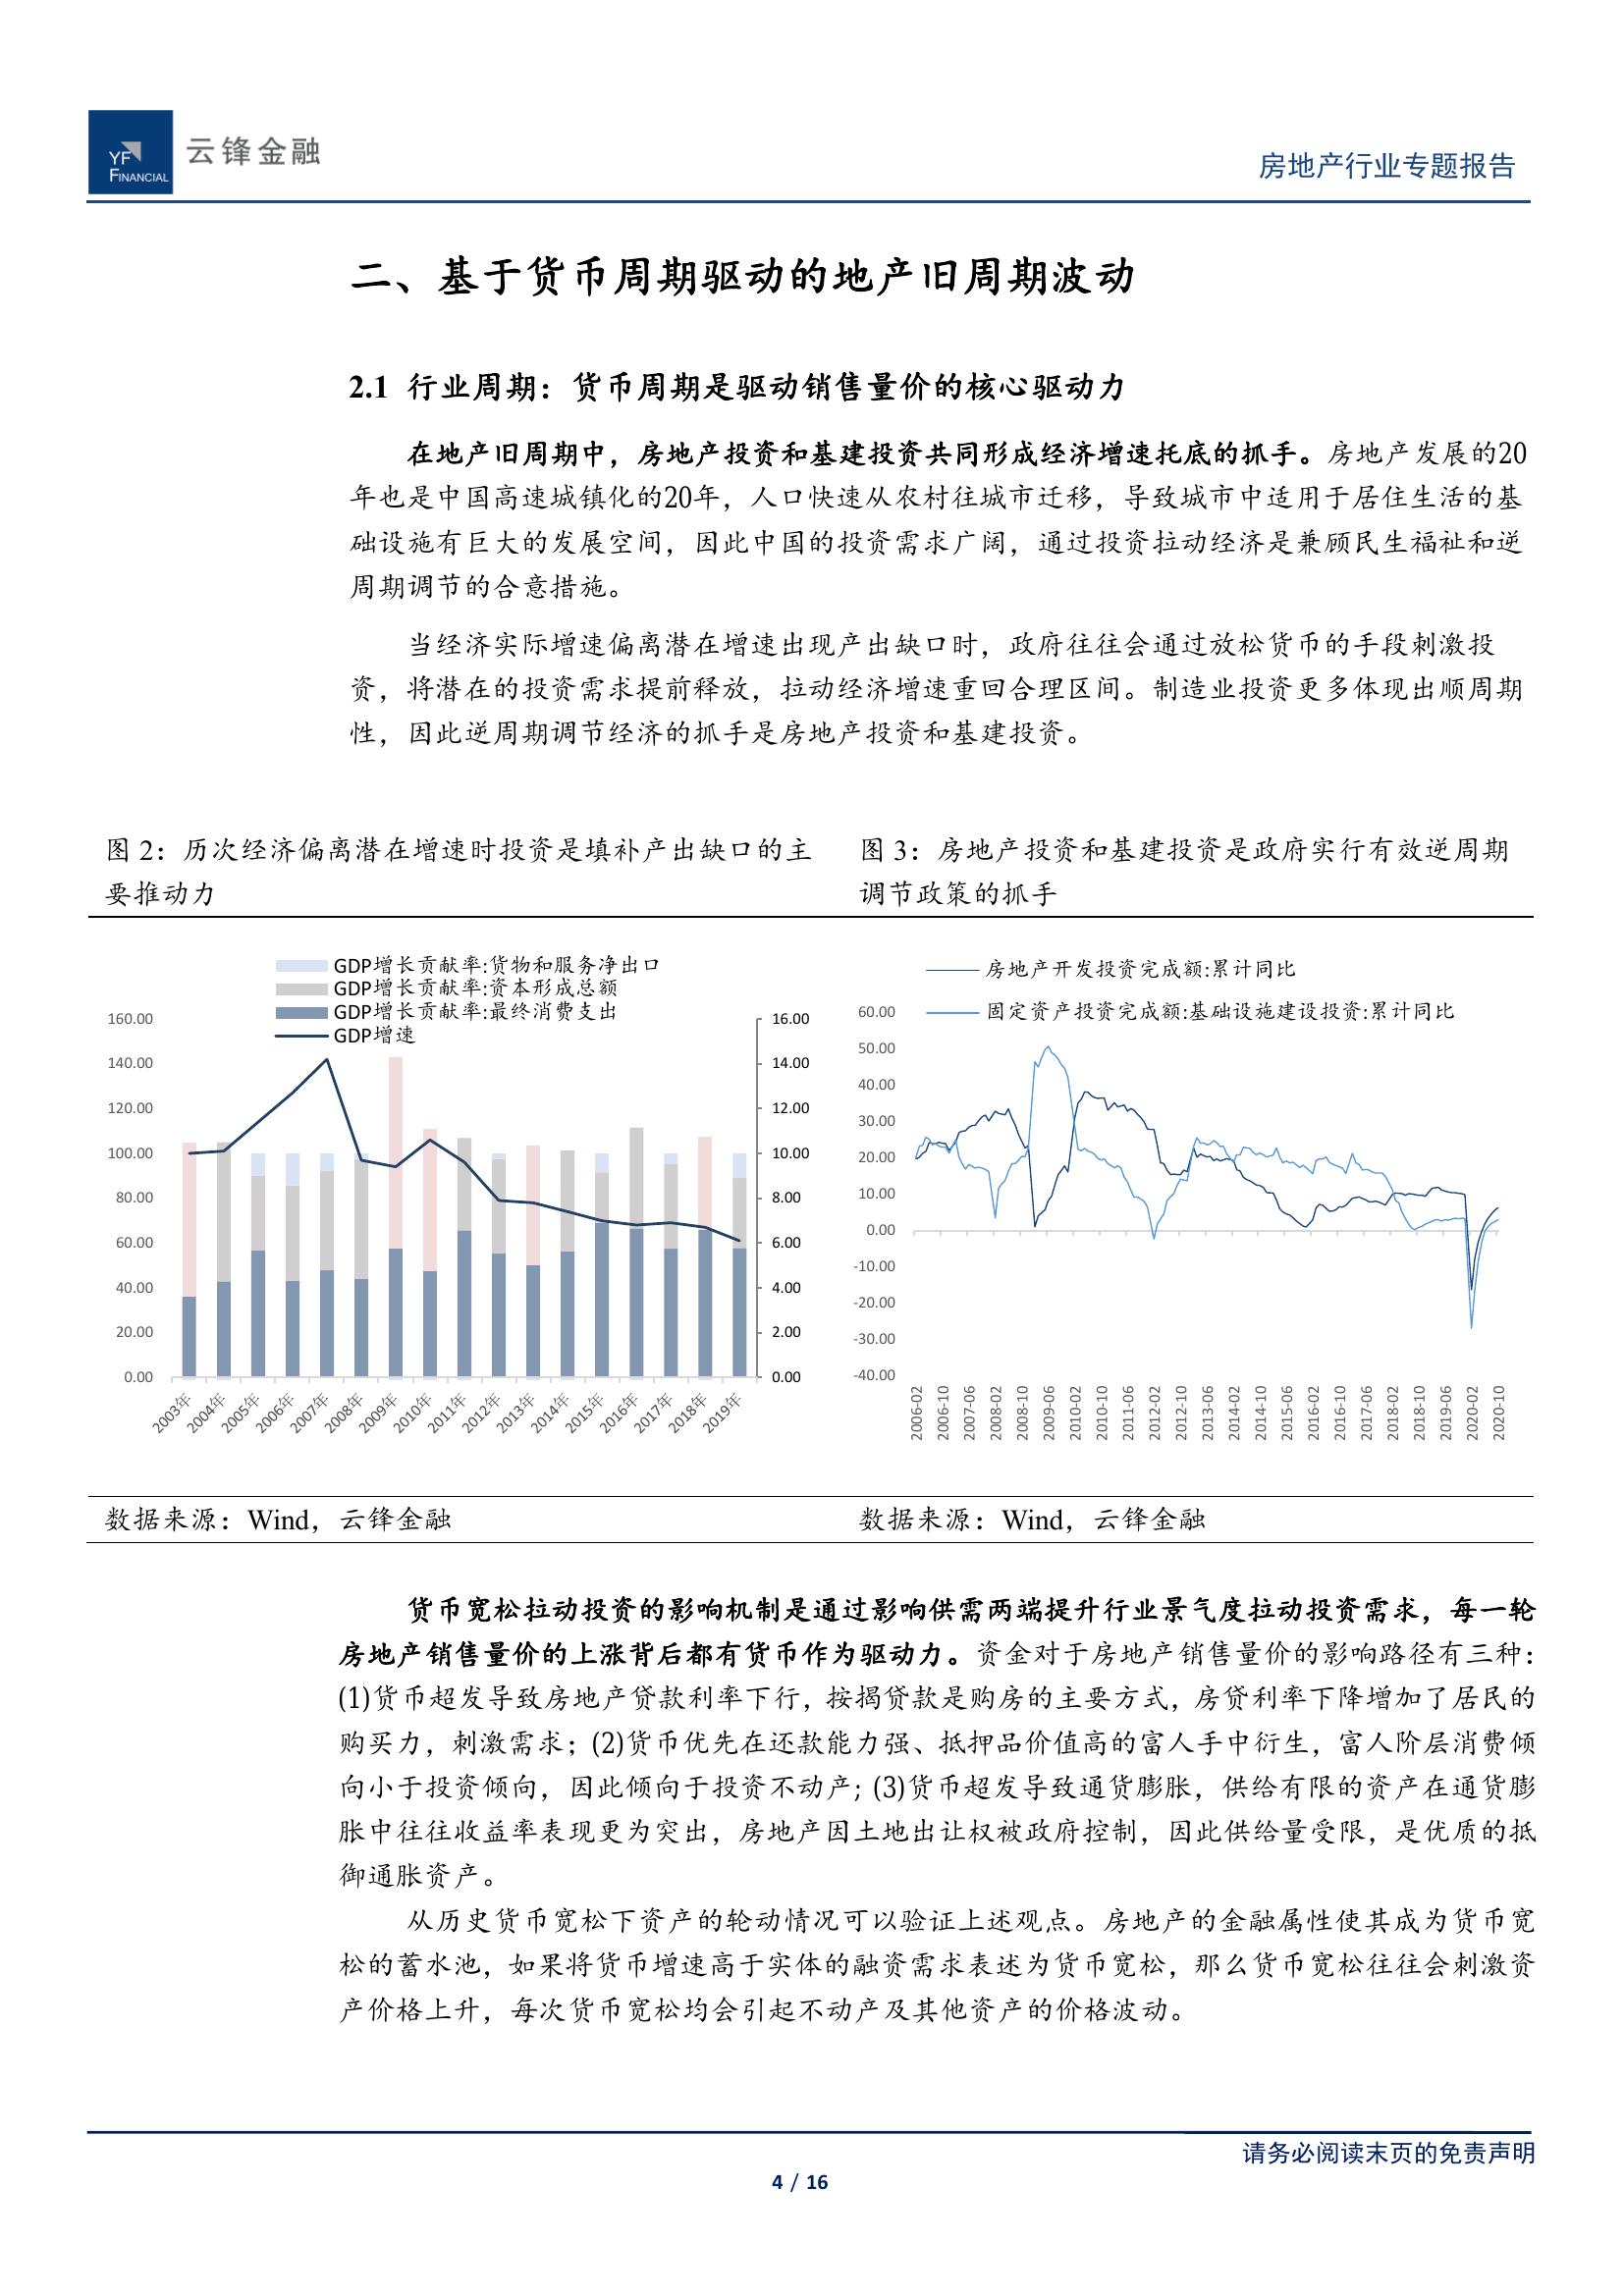 YF
FINANCIAL
云锋金融
房地产行业专题报告
二、基于货币周期驱动的地产旧周期波动
2.1 行业周期：货币周期是驱动销售量价的核心驱动力
在地产旧周期中，房地产投资和基建投资共同形成经济增速托底的抓手。房地产发展的20
年也是中国高速城镇化的20年，人口快速从农村往城市迁移，导致城市中适用于居住生活的基
础设施有巨大的发展空间，因此中国的投资需求广阔，通过投资拉动经济是兼顾民生福祉和逆
周期调节的合意措施。
当经济实际增速偏离潜在增速出现产出缺口时，政府往往会通过放松货币的手段刺激投
资，将潜在的投资需求提前释放，拉动经济增速重回合理区间。制造业投资更多体现出顺周期
性，因此逆周期调节经济的抓手是房地产投资和基建投资。
图 2：历次经济偏离潜在增速时投资是填补产出缺口的主
要推动力
GDP增长贡献率:货物和服务净出口
GDP增长贡献率:资本形成总额
GDP增长贡献率:最终消费支出
GDP增速
160.00
140.00
120.00
100.00
80.00
60.00
40.00
20.00
0.00
16.00
14.00
12.00
10.00
8.00
6.00
4.00
2.00
0.00
2003年
2004年
2005年
2006年
2007年
2008年
2009年
2010年
2011年
2012年
2013年
2014年
2015年
2016年
2017年
2018年
2019年
图 3：房地产投资和基建投资是政府实行有效逆周期
调节政策的抓手
房地产开发投资完成额:累计同比
固定资产投资完成额:基础设施建设投资:累计同比
60.00
50.00
40.00
30.00
20.00
10.00
0.00
-10.00
-20.00
-30.00
-40.00
2006-02
2006-10
2007-06
2008-02
2008-10
2009-06
2010-02
2010-10
2011-06
2012-02
2012-10
2013-06
2014-02
2014-10
2015-06
2016-02
2016-10
2017-06
2018-02
2018-10
2019-06
2020-02
2020-10
数据来源：Wind，云锋金融
数据来源：Wind，云锋金融
货币宽松拉动投资的影响机制是通过影响供需两端提升行业景气度拉动投资需求，每一轮
房地产销售量价的上涨背后都有货币作为驱动力。资金对于房地产销售量价的影响路径有三种：
(1)货币超发导致房地产贷款利率下行，按揭贷款是购房的主要方式，房贷利率下降增加了居民的
购买力，刺激需求；(2)货币优先在还款能力强、抵押品价值高的富人手中衍生，富人阶层消费倾
向小于投资倾向，因此倾向于投资不动产；(3)货币超发导致通货膨胀，供给有限的资产在通货膨
胀中往往收益率表现更为突出，房地产因土地出让权被政府控制，因此供给量受限，是优质的抵
御通胀资产。
从历史货币宽松下资产的轮动情况可以验证上述观点。房地产的金融属性使其成为货币宽
松的蓄水池，如果将货币增速高于实体的融资需求表述为货币宽松，那么货币宽松往往会刺激资
产价格上升，每次货币宽松均会引起不动产及其他资产的价格波动。
请务必阅读末页的免责声明
4 / 16